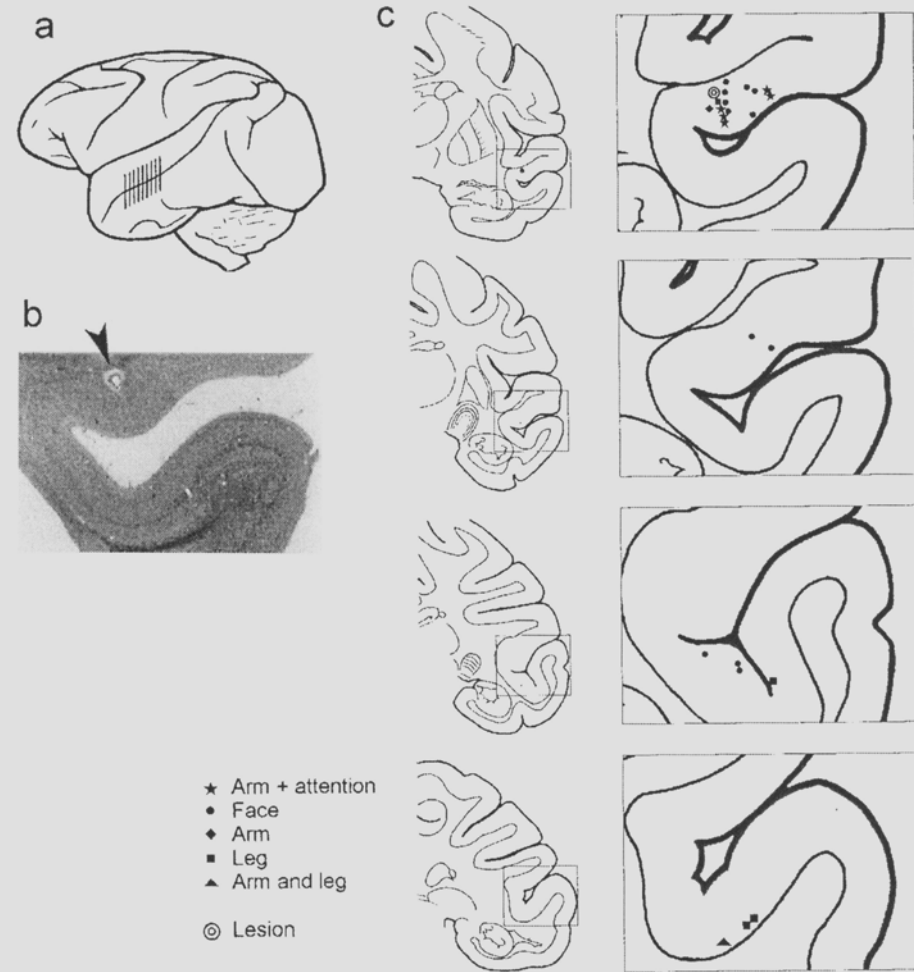 a
c
b
Arm + attention
Face
Arm
Leg
Arm and leg
Lesion